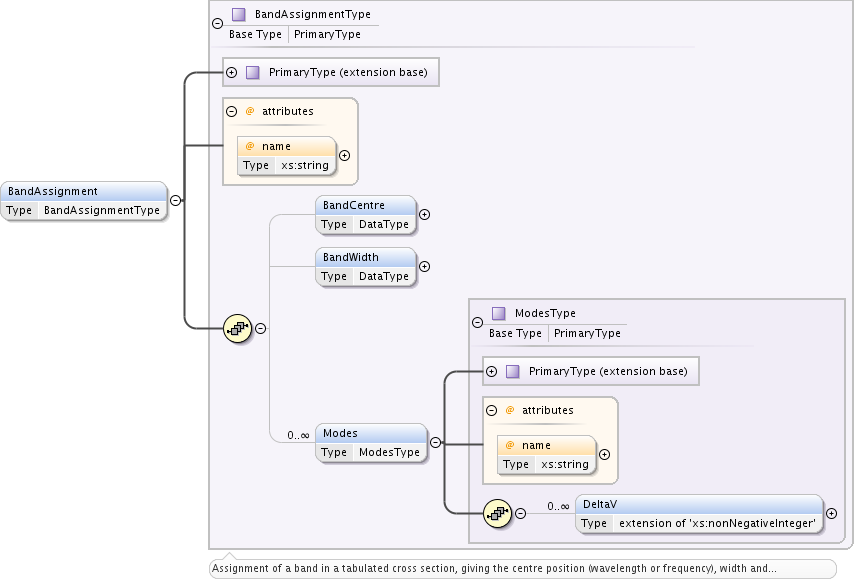 BandAssignmentType
Base Type PrimaryType
PrimaryType (extension base)
@ attributes
@ name
Type xs:string
BandAssignment
Type BandAssignmentType
BandCentre
Type DataType
BandWidth
Type DataType
ModesType
Base Type PrimaryType
PrimaryType (extension base)
@ attributes
0..∞ Modes
Type ModesType
@ name
Type xs:string
0..∞ DeltaV
Type extension of 'xs:nonNegativeInteger'
Assignment of a band in a tabulated cross section, giving the centre position (wavelength or frequency), width and...